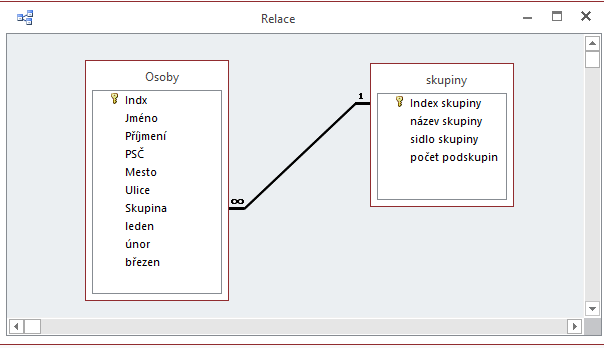 Relace
Osoby
Indx
Jméno
Příjmení
PSČ
Mesto
Ulice
Skupina
leden
únor
březen
∞
1
skupiny
Index skupiny
název skupiny
sidlo skupiny
počet podskupin